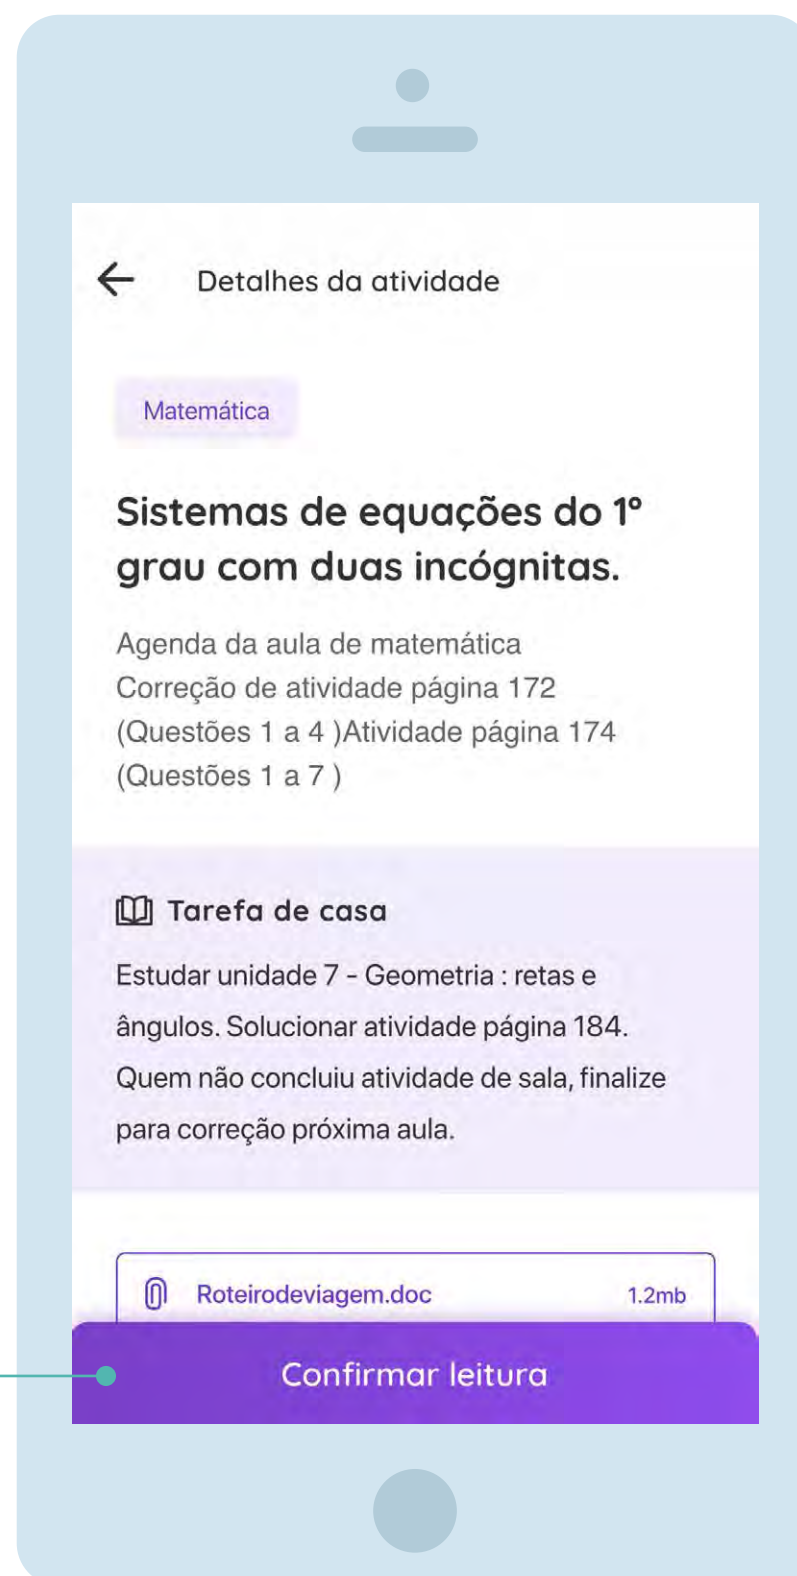 Detalhes da atividade
Matemática
Sistemas de equações do 1º
grau com duas incógnitas.
Agenda da aula de matemática
Correção de atividade página 172
(Questões 1 a 4 )Atividade página 174
(Questões 1 a 7 )
Tarefa de casa
Estudar unidade 7 - Geometria : retas e
ângulos. Solucionar atividade página 184.
Quem não concluiu atividade de sala, finalize
para correção próxima aula.
Roteirodeviagem.doc 1.2mb
Confirmar leitura